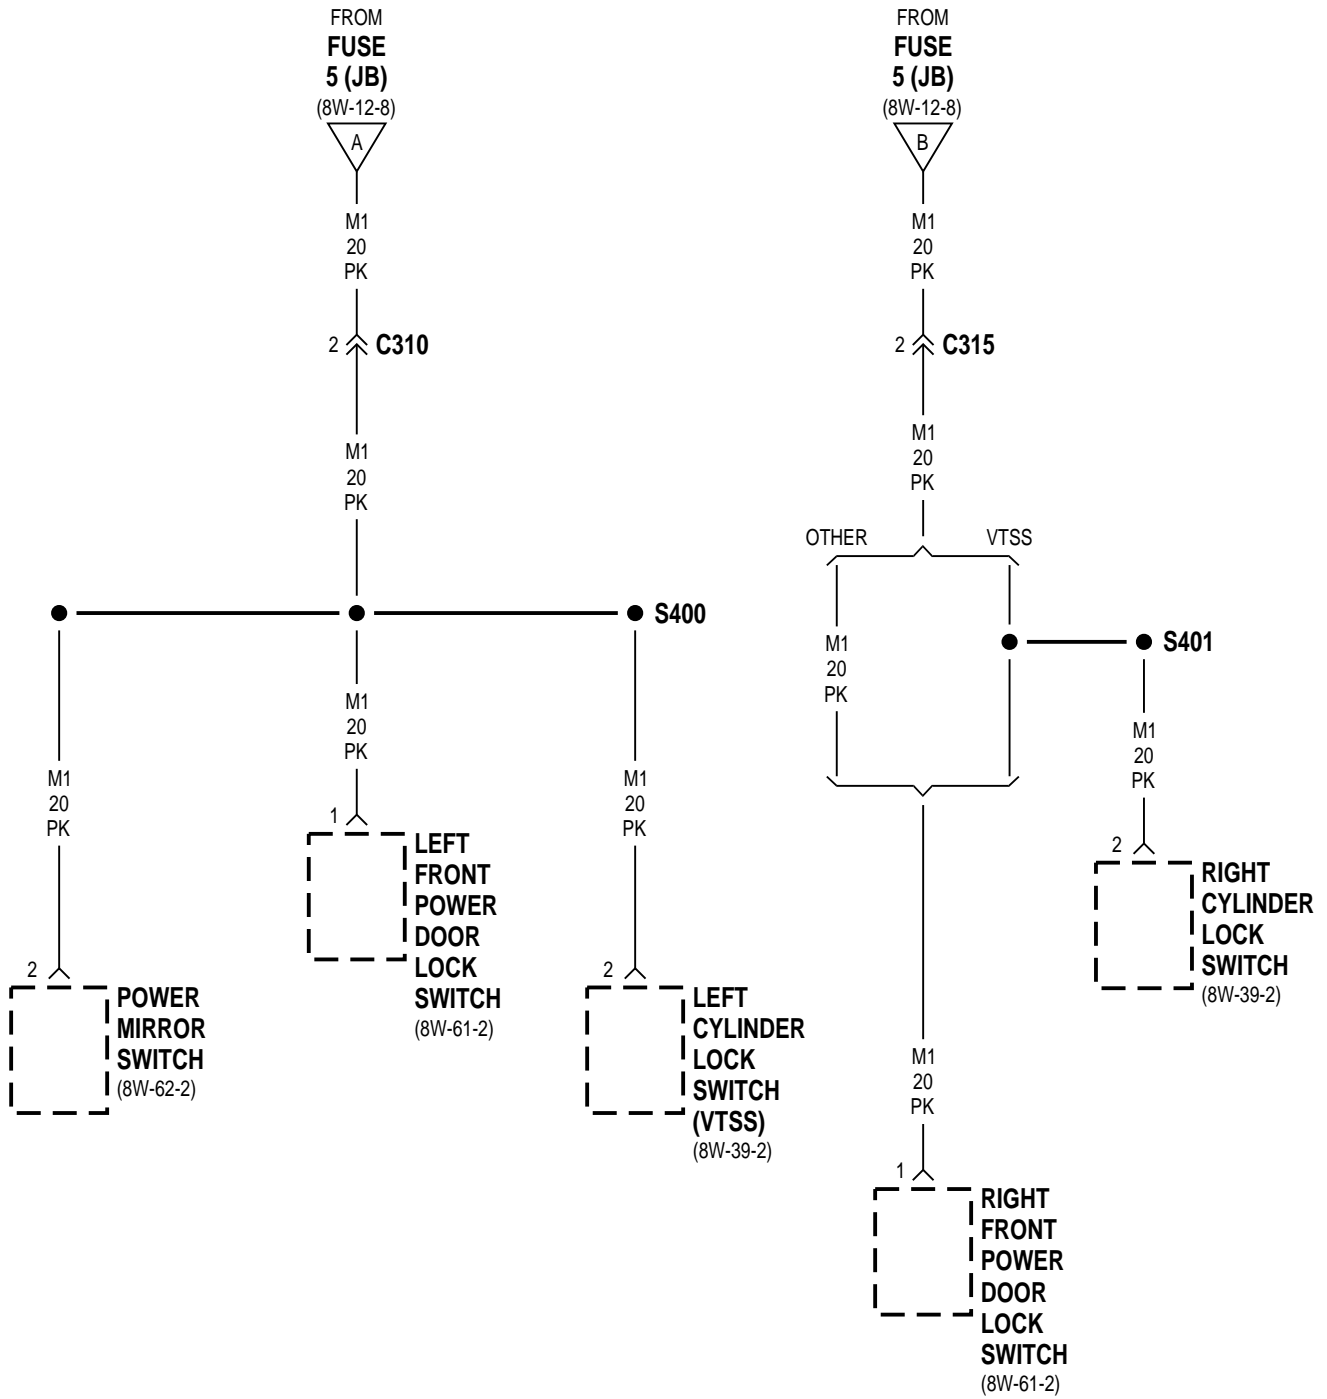 FROM
FUSE
5 (JB)
(8W-12-8)
A
M1
20
PK
2
C310
M1
20
PK
S400
M1
20
PK
2
POWER
MIRROR
SWITCH
(8W-62-2)
M1
20
PK
1
LEFT
FRONT
POWER
DOOR
LOCK
SWITCH
(8W-61-2)
M1
20
PK
2
LEFT
CYLINDER
LOCK
SWITCH
(VTSS)
(8W-39-2)
FROM
FUSE
5 (JB)
(8W-12-8)
B
M1
20
PK
2
C315
M1
20
PK
OTHER
VTSS
M1
20
PK
S401
M1
20
PK
2
RIGHT
CYLINDER
LOCK
SWITCH
(8W-39-2)
M1
20
PK
1
RIGHT
FRONT
POWER
DOOR
LOCK
SWITCH
(8W-61-2)